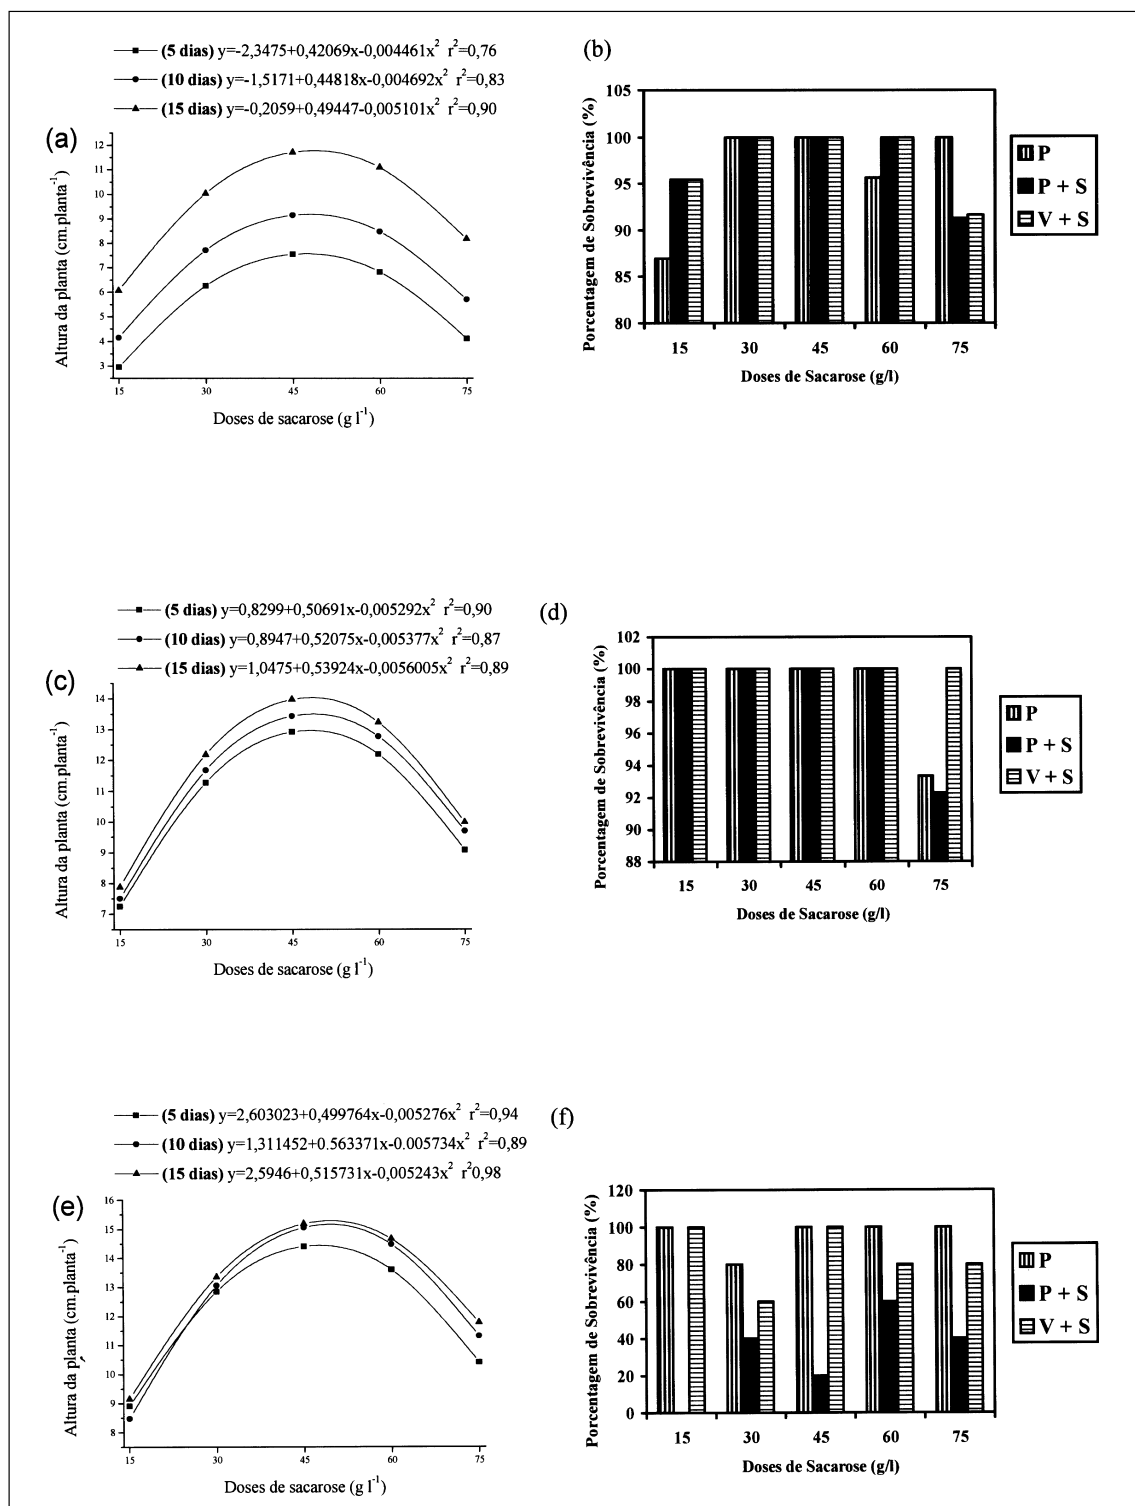 (5 dias) y=-2,3475+0,42069x-0,004461x² r²=0,76
(10 dias) y=-1,5171+0,44818x-0,004692x² r²=0,83
(15 dias) y=-0,2059+0,49447-0,005101x² r²=0,90
(a)
Altura da planta (cm.planta⁻¹)
12
11
10
9
8
7
6
5
4
3
15 30 45 60 75
Doses de sacarose (g l⁻¹)
(b)
Porcentagem de Sobrevivência (%)
105
100
95
90
85
80
15 30 45 60 75
Doses de Sacarose (g/l)
P
P + S
V + S
(5 dias) y=0,8299+0,50691x-0,005292x² r²=0,90
(10 dias) y=0,8947+0,52075x-0,005377x² r²=0,87
(15 dias) y=1,0475+0,53924x-0,0056005x² r²=0,89
(c)
Altura da planta (cm.planta⁻¹)
14
13
12
11
10
9
8
7
15 30 45 60 75
Doses de sacarose (g l⁻¹)
(d)
Porcentagem de Sobrevivência (%)
102
100
98
96
94
92
90
88
15 30 45 60 75
Doses de Sacarose (g/l)
P
P + S
V + S
(5 dias) y=2,603023+0,499764x-0,005276x² r²=0,94
(10 dias) y=1,311452+0.563371x-0.005734x² r²=0,89
(15 dias) y=2,5946+0,515731x-0,005243x² r²0,98
(e)
Altura da planta (cm.planta⁻¹)
16
15
14
13
12
11
10
9
8
15 30 45 60 75
Doses de sacarose (g l⁻¹)
(f)
Porcentagem de Sobrevivência (%)
120
100
80
60
40
20
0
15 30 45 60 75
Doses de Sacarose (g/l)
P
P + S
V + S